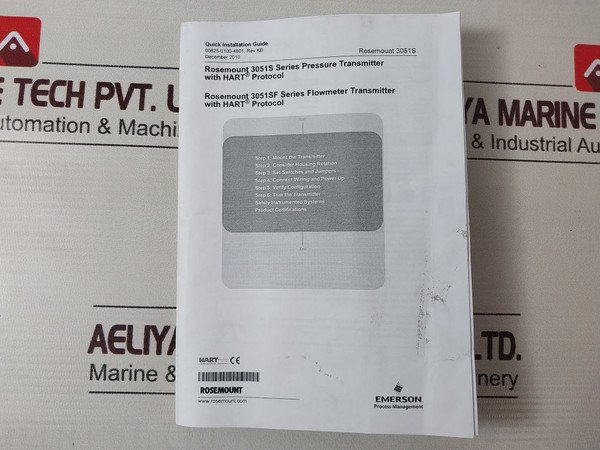 Quick Installation Guide
00825-0100-4801, Rev KB
December 2010
Rosemount 3051S
Rosemount 3051S Series Pressure Transmitter
with HART® Protocol
Rosemount 3051SF Series Flowmeter Transmitter
with HART® Protocol
Start
Step 1: Mount the Transmitter
Step 2: Consider Housing Rotation
Step 3: Set Switches and Jumpers
Step 4: Connect Wiring and Power Up
Step 5: Verify Configuration
Step 6: Trim the Transmitter
Safety Instrumented Systems
Product Certifications
End
HART CE
ROSEMOUNT
www.rosemount.com
EMERSON
Process Management
E TECH PVT. L
utomation & Machi
YA MARINE
& Industrial Au
AELIYA
LTD.
Marine &
nery